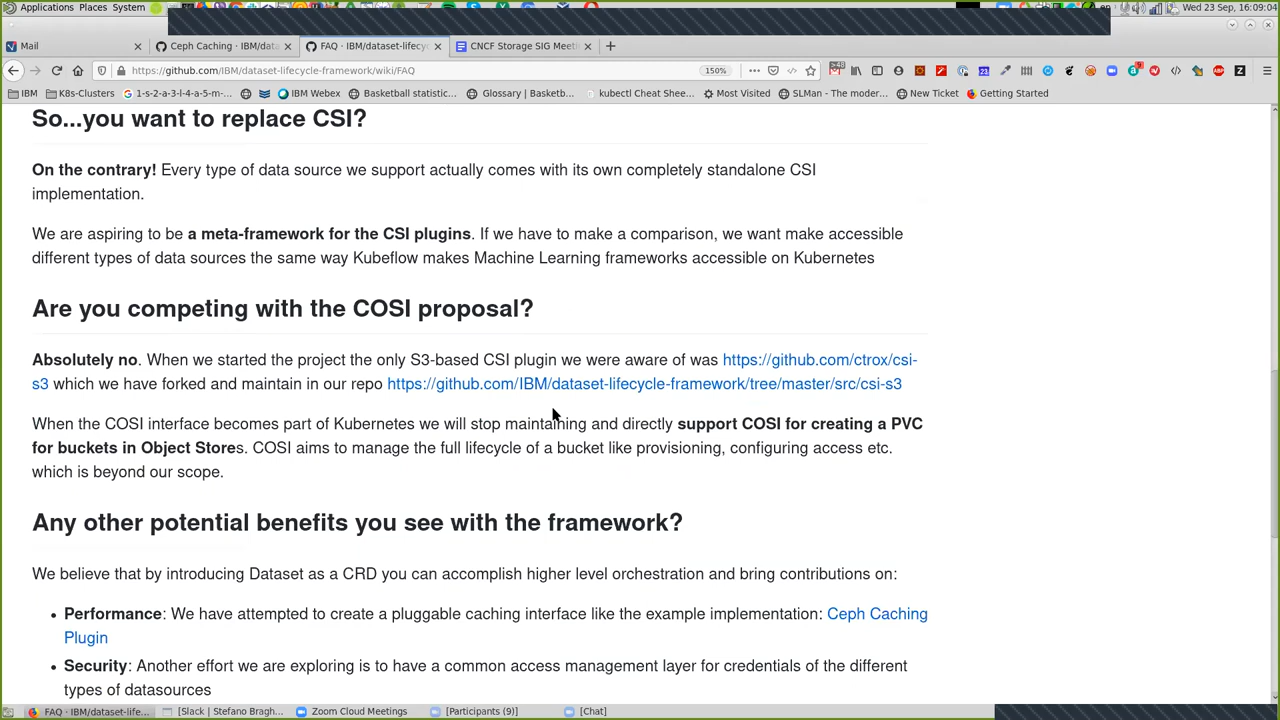 Applications Places System
Wed 23 Sep, 16:09:04
Mail
Ceph Caching · IBM/data
FAQ · IBM/dataset-lifecyc
CNCF Storage SIG Meet
https://github.com/IBM/dataset-lifecycle-framework/wiki/FAQ
150%
IBM
K8s-Clusters
1-s-2a-3-l-4-a-5-m-...
IBM Webex
Basketball statistic...
Glossary | Basketb...
kubectl Cheat Shee...
Most Visited
SLMan - The moder...
New Ticket
Getting Started
So...you want to replace CSI?
On the contrary! Every type of data source we support actually comes with its own completely standalone CSI
implementation.
We are aspiring to be a meta-framework for the CSI plugins. If we have to make a comparison, we want make accessible
different types of data sources the same way Kubeflow makes Machine Learning frameworks accessible on Kubernetes
Are you competing with the COSI proposal?
Absolutely no. When we started the project the only S3-based CSI plugin we were aware of was https://github.com/ctrox/csi-
s3 which we have forked and maintain in our repo https://github.com/IBM/dataset-lifecycle-framework/tree/master/src/csi-s3
When the COSI interface becomes part of Kubernetes we will stop maintaining and directly support COSI for creating a PVC
for buckets in Object Stores. COSI aims to manage the full lifecycle of a bucket like provisioning, configuring access etc.
which is beyond our scope.
Any other potential benefits you see with the framework?
We believe that by introducing Dataset as a CRD you can accomplish higher level orchestration and bring contributions on:
• Performance: We have attempted to create a pluggable caching interface like the example implementation: Ceph Caching
Plugin
• Security: Another effort we are exploring is to have a common access management layer for credentials of the different
types of datasources
FAQ · IBM/dataset-life...
[Slack | Stefano Bragh...
Zoom Cloud Meetings
[Participants (9)]
[Chat]